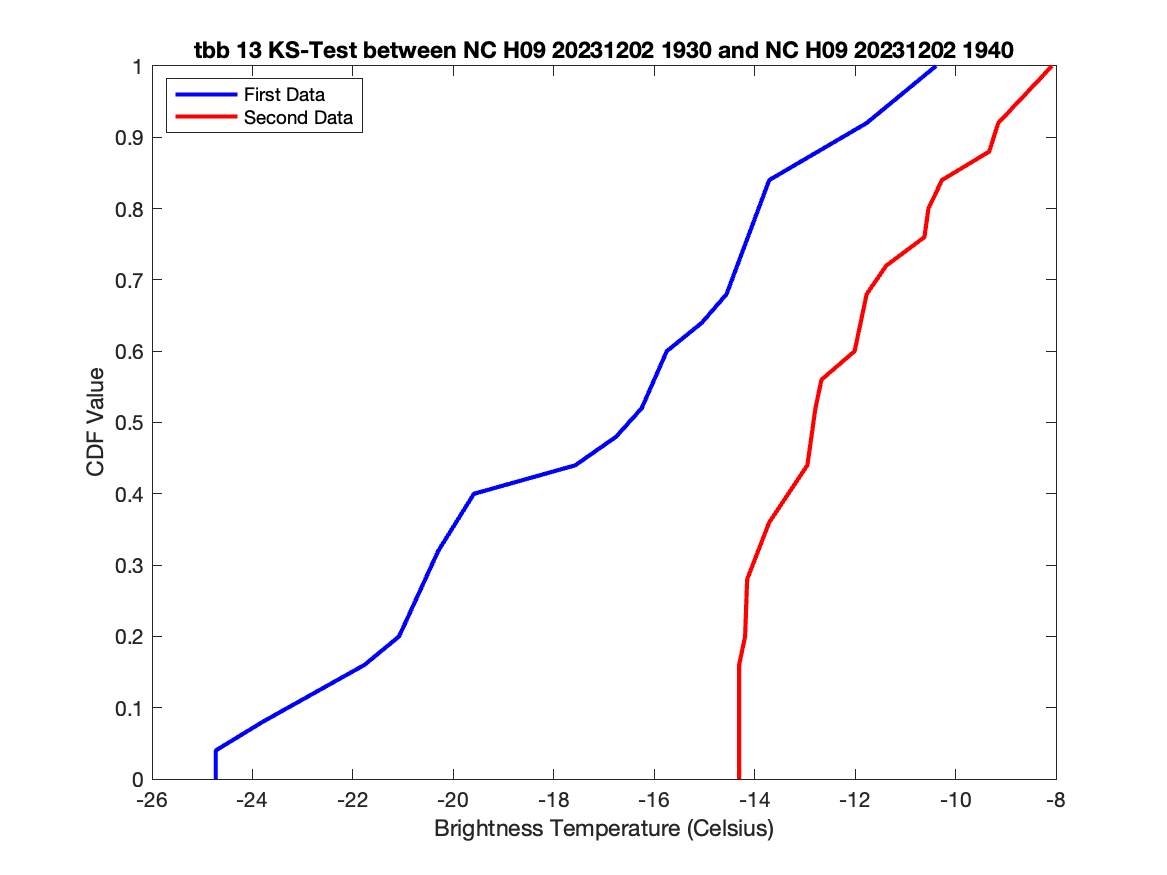 tbb 13 KS-Test between NC H09 20231202 1930 and NC H09 20231202 1940
First Data
Second Data
1
0.9
0.8
0.7
0.6
0.5
0.4
0.3
0.2
0.1
0
CDF Value
-26 -24 -22 -20 -18 -16 -14 -12 -10 -8
Brightness Temperature (Celsius)